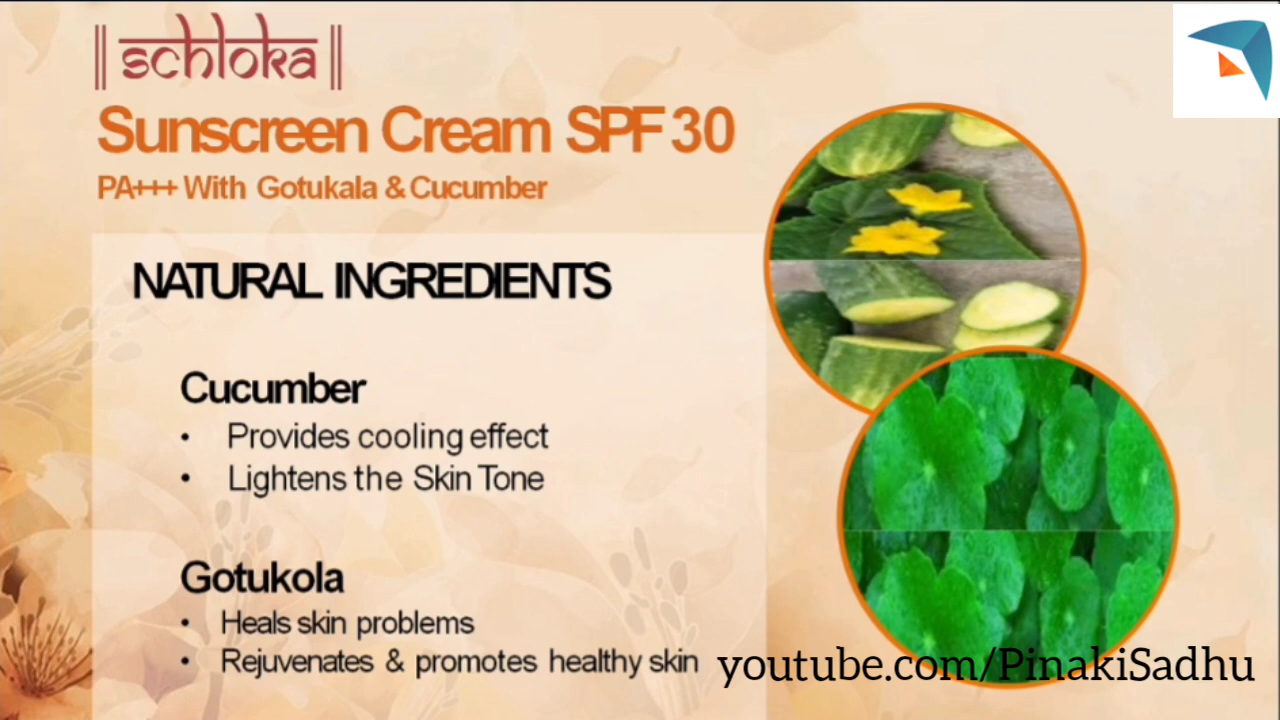 ||schloka||
Sunscreen Cream SPF 30
PA+++ With Gotukala & Cucumber
NATURAL INGREDIENTS
Cucumber
• Provides cooling effect
• Lightens the Skin Tone
Gotukola
• Heals skin problems
• Rejuvenates & promotes healthy skin
youtube.com/PinakiSadhu